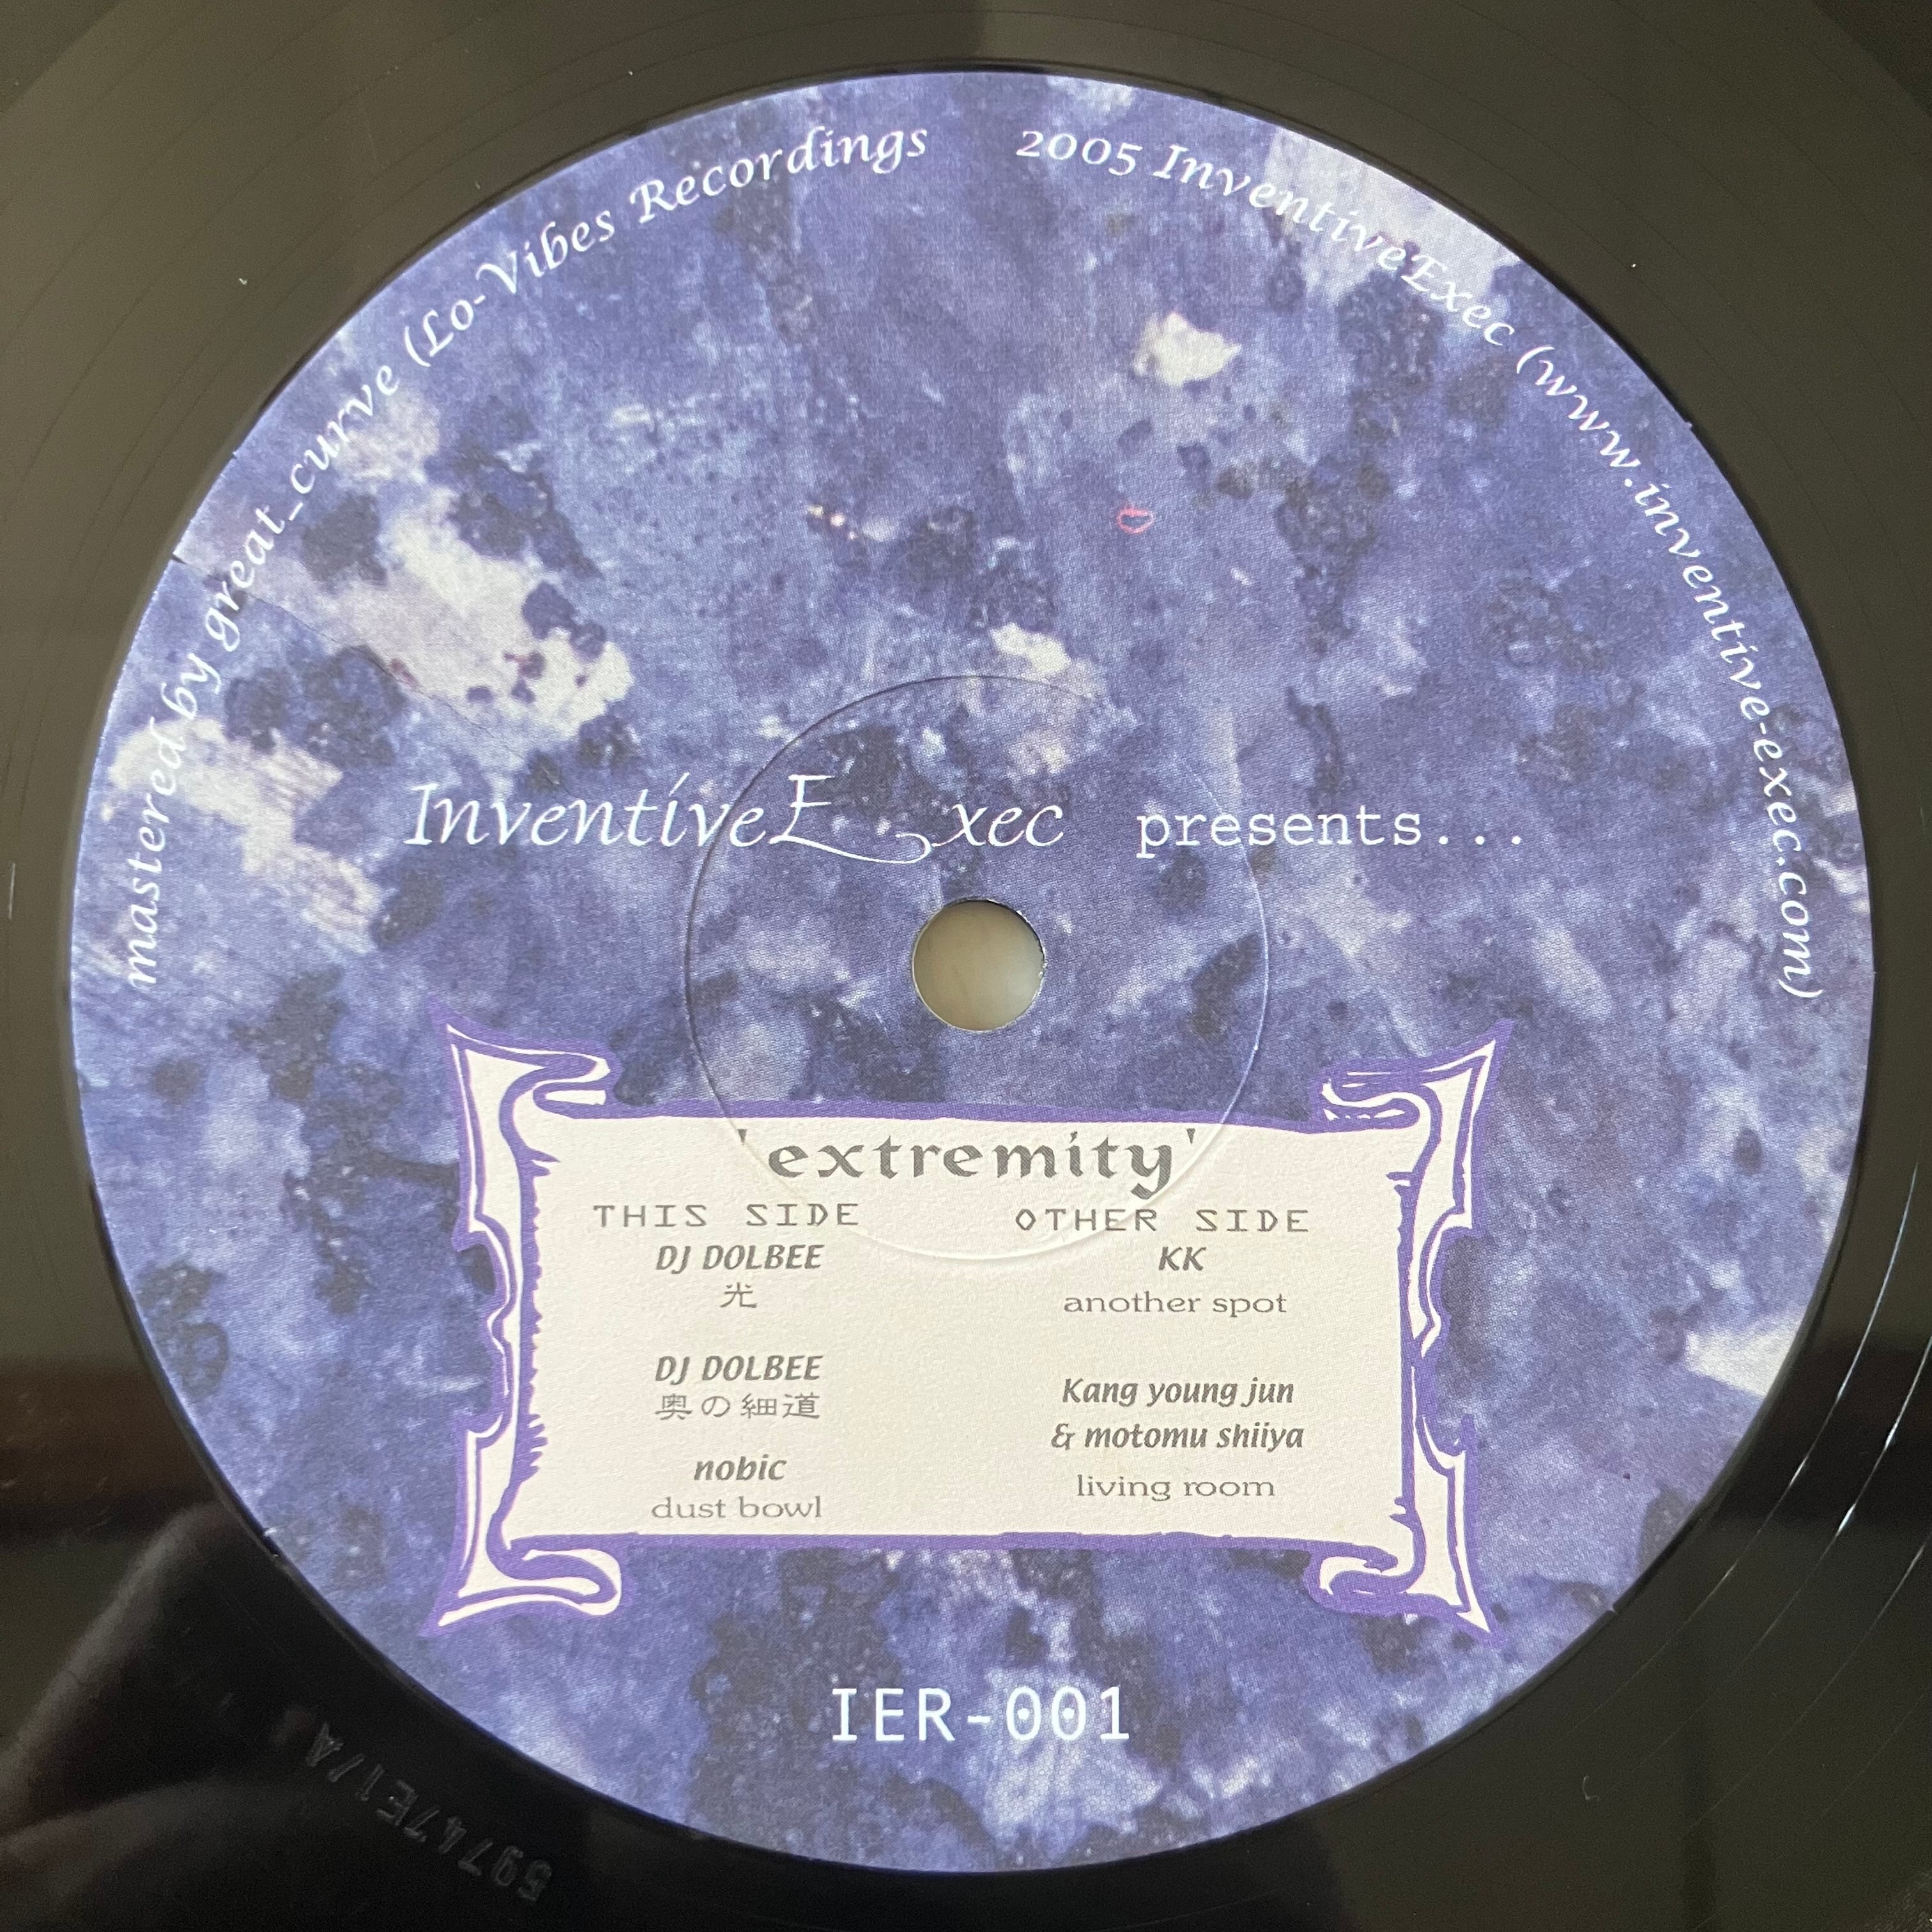 mastered by great_curve (Lo-Vibes Recordings
2005 InventiveExec (www.inventive-exec.com)
InventiveExec presents...
'extremity'
THIS SIDE
DJ DOLBEE
光
DJ DOLBEE
奥の細道
nobic
dust bowl
OTHER SIDE
KK
another spot
Kang young jun
& motomu shiiya
living room
IER-001
59747E1/A